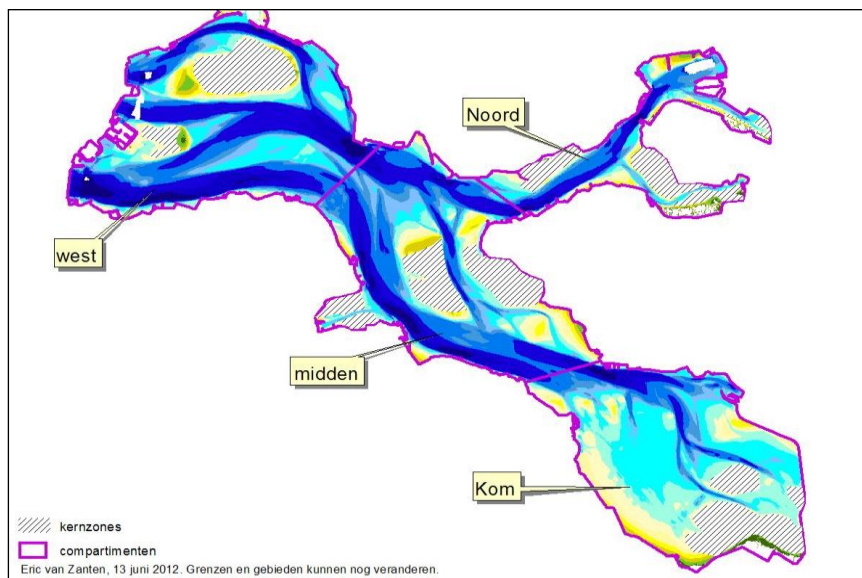 Noord
west
midden
Kom
kernzones
compartimenten
Eric van Zanten, 13 juni 2012. Grenzen en gebieden kunnen nog veranderen.